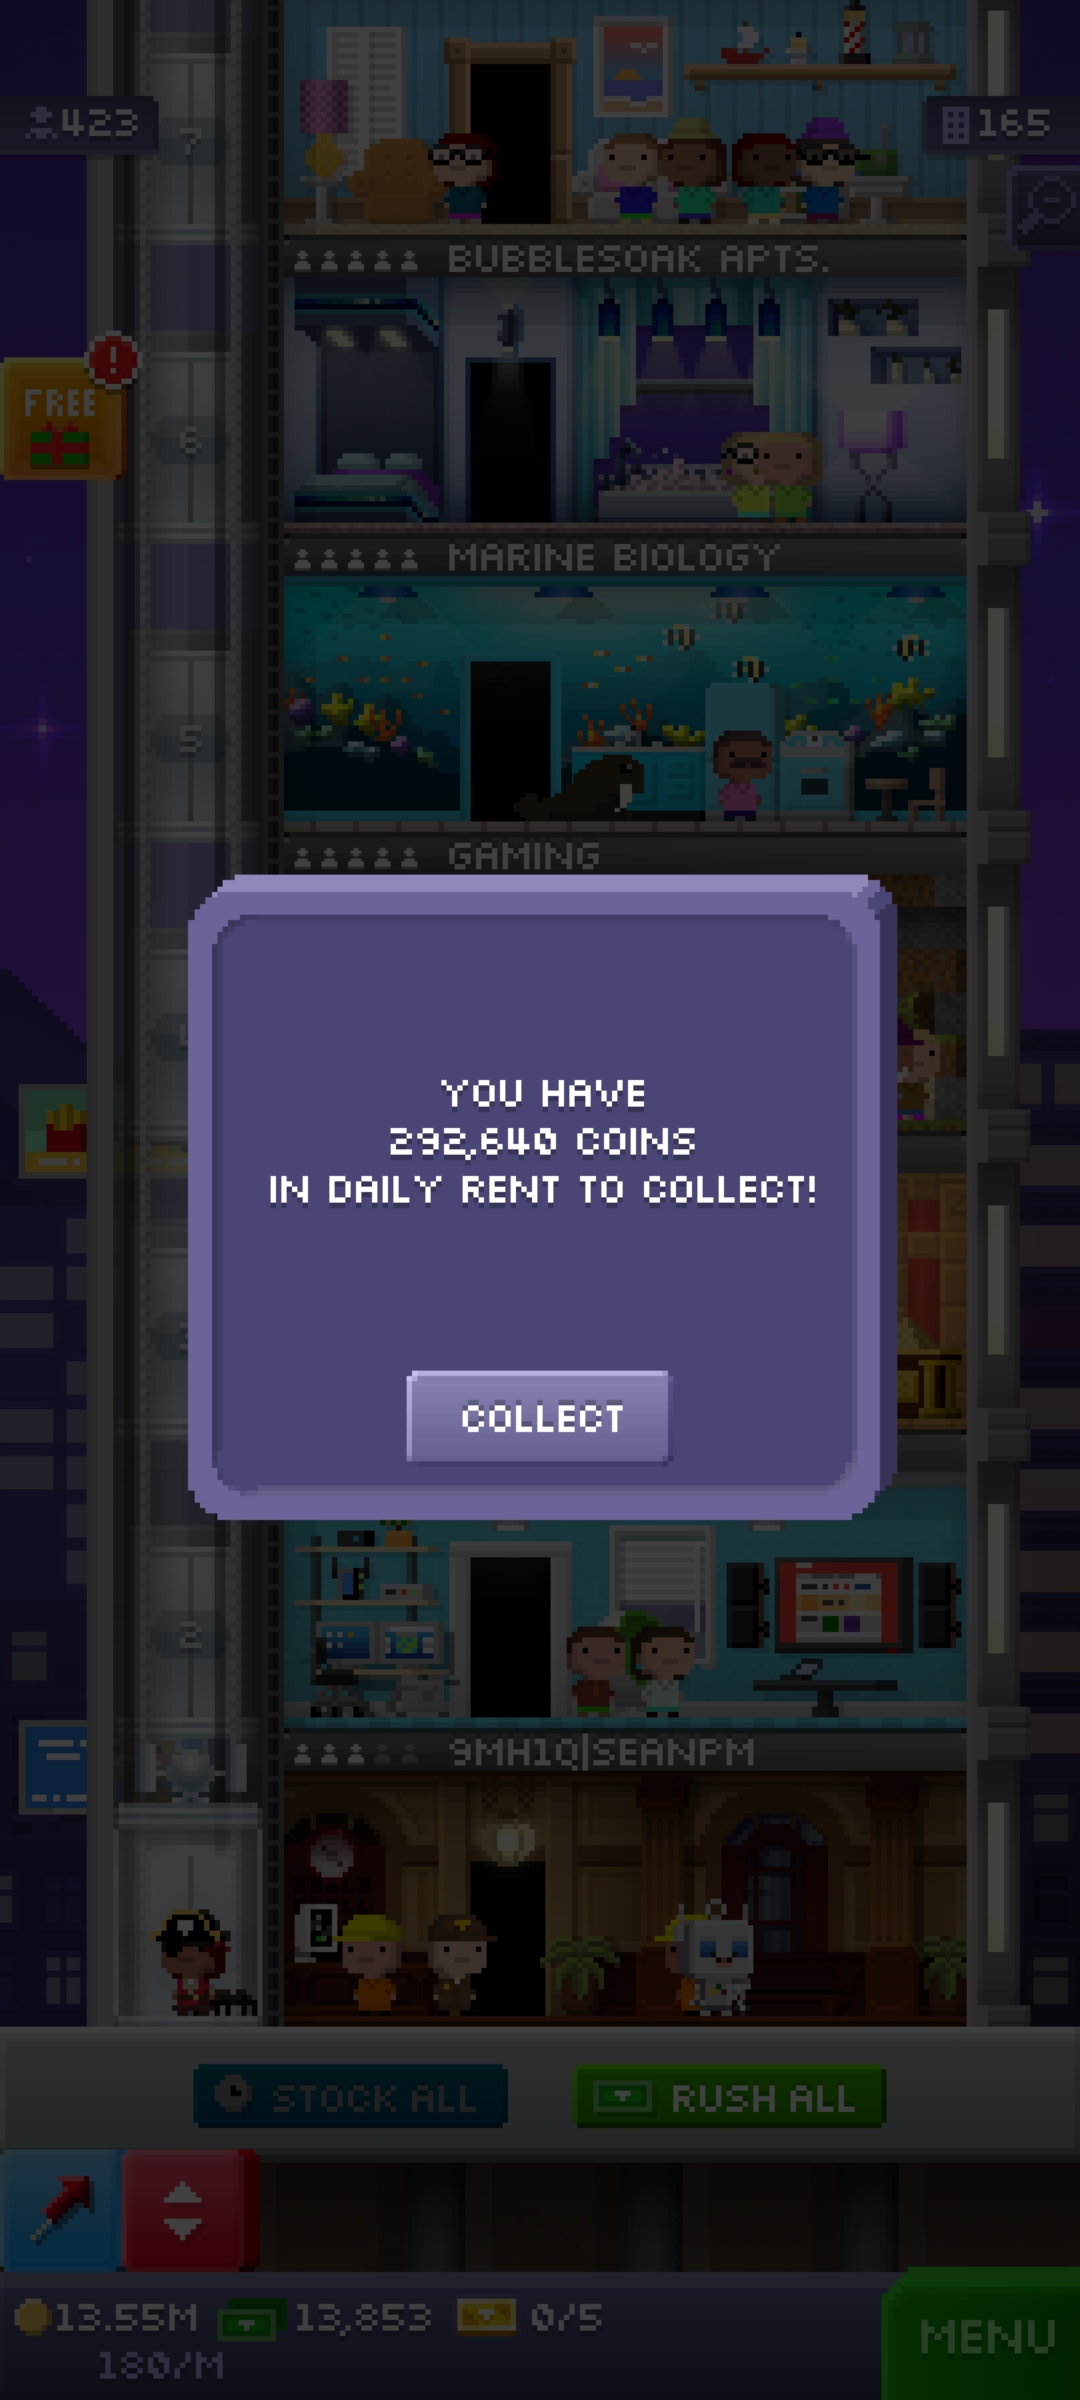 7
423
165
BUBBLESOAK APTS.
FREE
!
6
MARINE BIOLOGY
5
GAMING
YOU HAVE
292,640 COINS
IN DAILY RENT TO COLLECT!
COLLECT
2
9MH1Q|SEANPM
STOCK ALL
RUSH ALL
13.55M
13,853
0/5
MENU
180/M